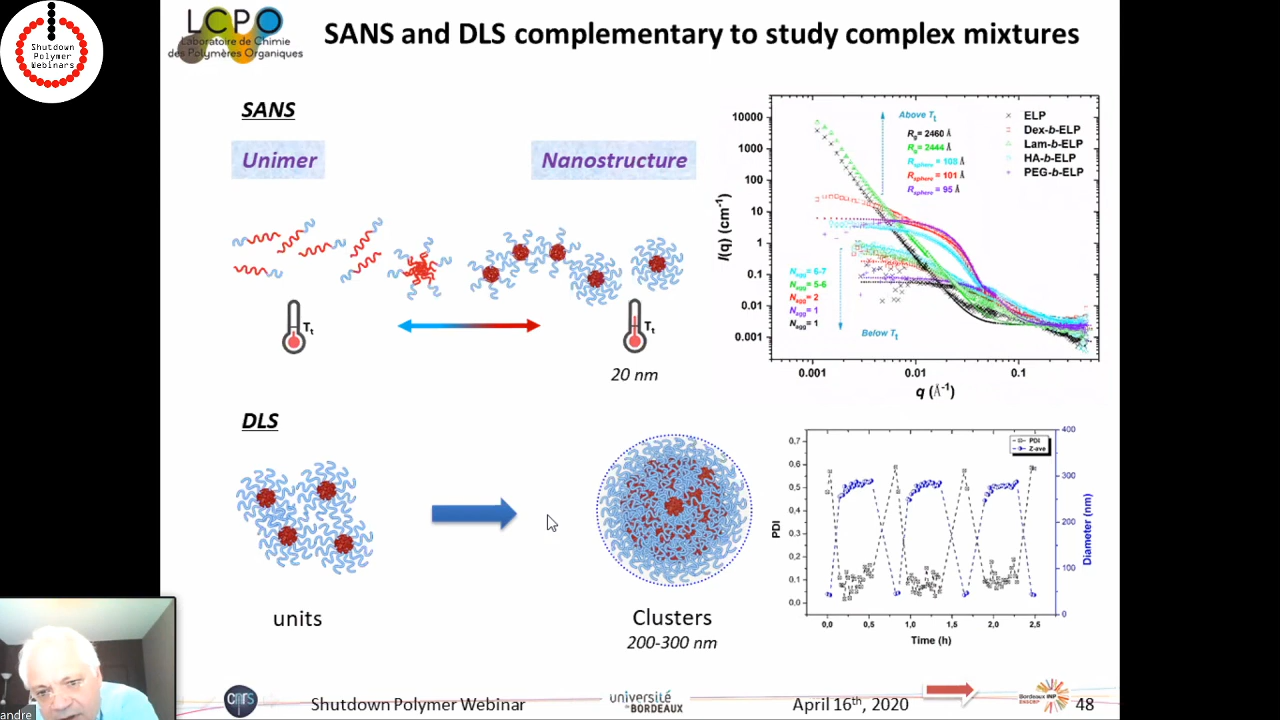 Shutdown
Polymer
Webinars
LCPO
Laboratoire de Chimie
des Polymères Organiques
SANS and DLS complementary to study complex mixtures
SANS
Unimer
Nanostructure
Tt
Tt
20 nm
I(q) (cm-1)
10000
1000
100
10
1
0.1
0.01
0.001
0.001
0.01
0.1
q (Å-1)
Above Tt
Rg= 2460 Å
Rg= 2444 Å
Rsphere = 108 Å
Rsphere = 101 Å
Rsphere = 95 Å
ELP
Dex-b-ELP
Lam-b-ELP
HA-b-ELP
PEG-b-ELP
Nagg= 6-7
Nagg= 5-6
Nagg= 2
Nagg= 1
Nagg= 1
Below Tt
DLS
units
Clusters
200-300 nm
PDI
0,7
0,6
0,5
0,4
0,3
0,2
0,1
0,0
0,0
0,5
1,0
1,5
2,0
2,5
Time (h)
PDI
Z-ave
400
300
200
100
0
Diameter (nm)
andre
cnrs
Shutdown Polymer Webinar
université
de BORDEAUX
April 16th, 2020
Bordeaux INP
48